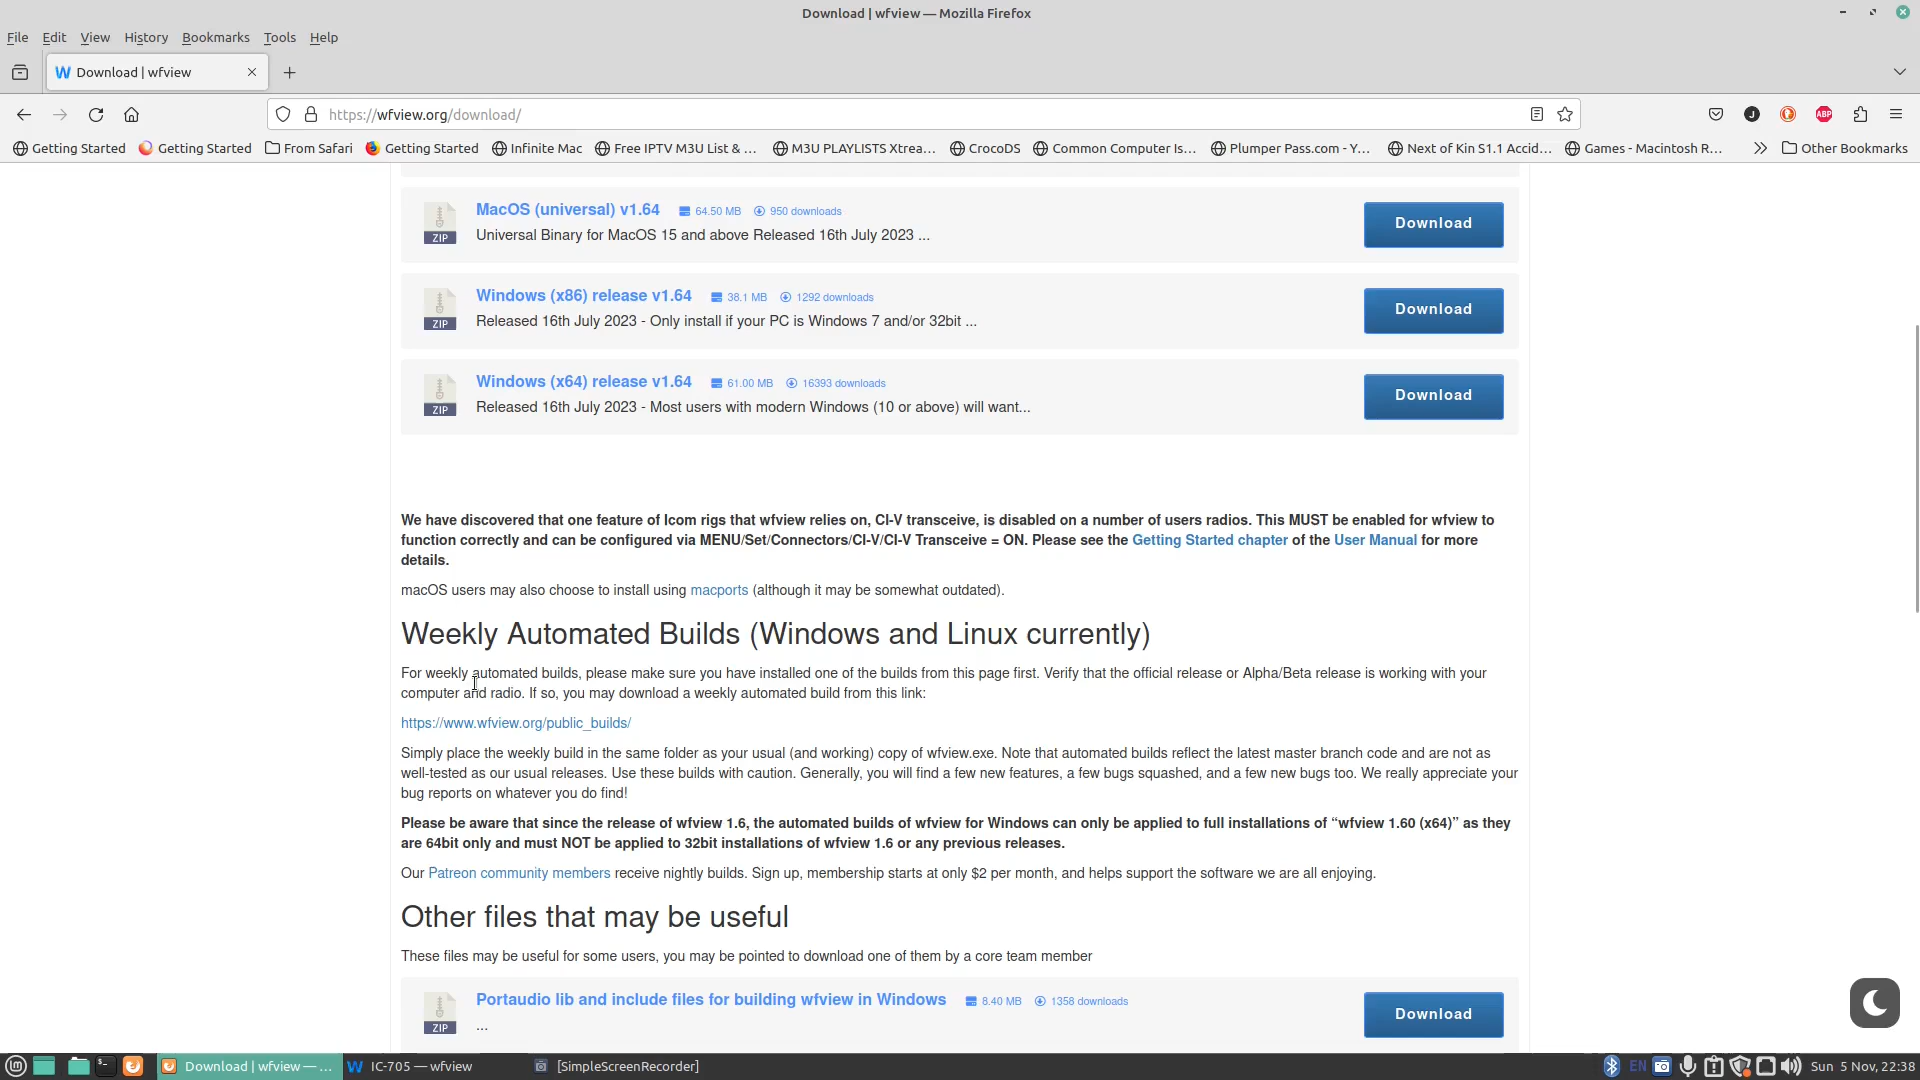 Download | wfview — Mozilla Firefox
File Edit View History Bookmarks Tools Help
W Download | wfview
https://wfview.org/download/
J
ABP
Getting Started Getting Started From Safari Getting Started Infinite Mac Free IPTV M3U List & ... M3U PLAYLISTS Xtrea... CrocoDS Common Computer Is... Plumper Pass.com - Y... Next of Kin S1.1 Accid... Games - Macintosh R... Other Bookmarks
MacOS (universal) v1.64 64.50 MB 950 downloads
ZIP
Universal Binary for MacOS 15 and above Released 16th July 2023 ...
Download
Windows (x86) release v1.64 38.1 MB 1292 downloads
ZIP
Released 16th July 2023 - Only install if your PC is Windows 7 and/or 32bit ...
Download
Windows (x64) release v1.64 61.00 MB 16393 downloads
ZIP
Released 16th July 2023 - Most users with modern Windows (10 or above) will want...
Download
We have discovered that one feature of Icom rigs that wfview relies on, CI-V transceive, is disabled on a number of users radios. This MUST be enabled for wfview to
function correctly and can be configured via MENU/Set/Connectors/CI-V/CI-V Transceive = ON. Please see the Getting Started chapter of the User Manual for more
details.
macOS users may also choose to install using macports (although it may be somewhat outdated).
Weekly Automated Builds (Windows and Linux currently)
For weekly automated builds, please make sure you have installed one of the builds from this page first. Verify that the official release or Alpha/Beta release is working with your
computer and radio. If so, you may download a weekly automated build from this link:
https://www.wfview.org/public_builds/
Simply place the weekly build in the same folder as your usual (and working) copy of wfview.exe. Note that automated builds reflect the latest master branch code and are not as
well-tested as our usual releases. Use these builds with caution. Generally, you will find a few new features, a few bugs squashed, and a few new bugs too. We really appreciate your
bug reports on whatever you do find!
Please be aware that since the release of wfview 1.6, the automated builds of wfview for Windows can only be applied to full installations of “wfview 1.60 (x64)” as they
are 64bit only and must NOT be applied to 32bit installations of wfview 1.6 or any previous releases.
Our Patreon community members receive nightly builds. Sign up, membership starts at only $2 per month, and helps support the software we are all enjoying.
Other files that may be useful
These files may be useful for some users, you may be pointed to download one of them by a core team member
Portaudio lib and include files for building wfview in Windows 8.40 MB 1358 downloads
ZIP
...
Download
Download | wfview — ... W IC-705 — wfview [SimpleScreenRecorder] EN Sun 5 Nov, 22:38